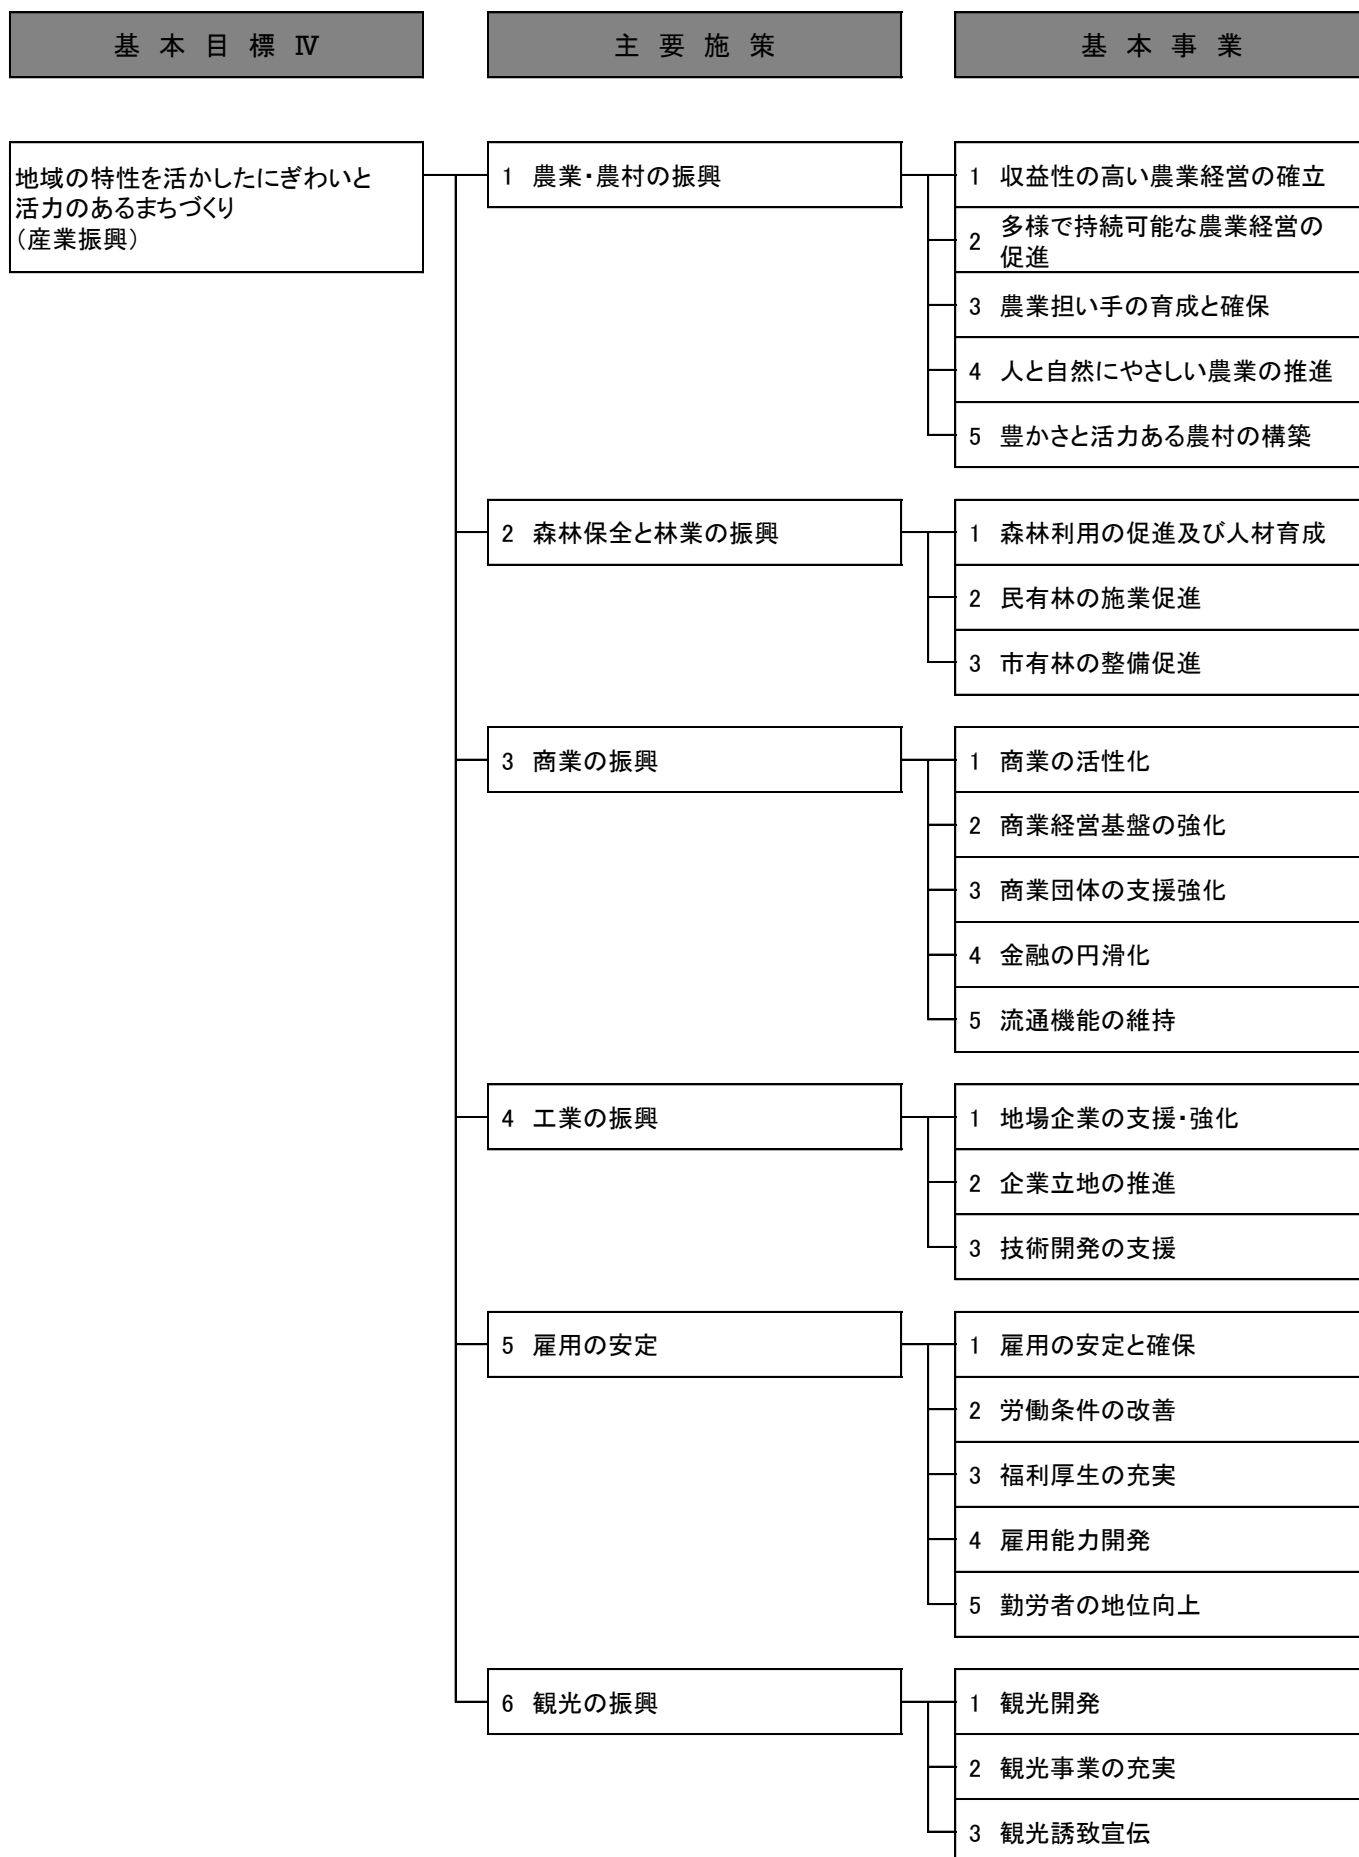 基本目標Ⅳ
主要施策
基本事業
地域の特性を活かしたにぎわいと
活力のあるまちづくり
（産業振興）
1 農業・農村の振興
1 収益性の高い農業経営の確立
2 多様で持続可能な農業経営の
促進
3 農業担い手の育成と確保
4 人と自然にやさしい農業の推進
5 豊かさと活力ある農村の構築
2 森林保全と林業の振興
1 森林利用の促進及び人材育成
2 民有林の施業促進
3 市有林の整備促進
3 商業の振興
1 商業の活性化
2 商業経営基盤の強化
3 商業団体の支援強化
4 金融の円滑化
5 流通機能の維持
4 工業の振興
1 地場企業の支援・強化
2 企業立地の推進
3 技術開発の支援
5 雇用の安定
1 雇用の安定と確保
2 労働条件の改善
3 福利厚生の充実
4 雇用能力開発
5 勤労者の地位向上
6 観光の振興
1 観光開発
2 観光事業の充実
3 観光誘致宣伝